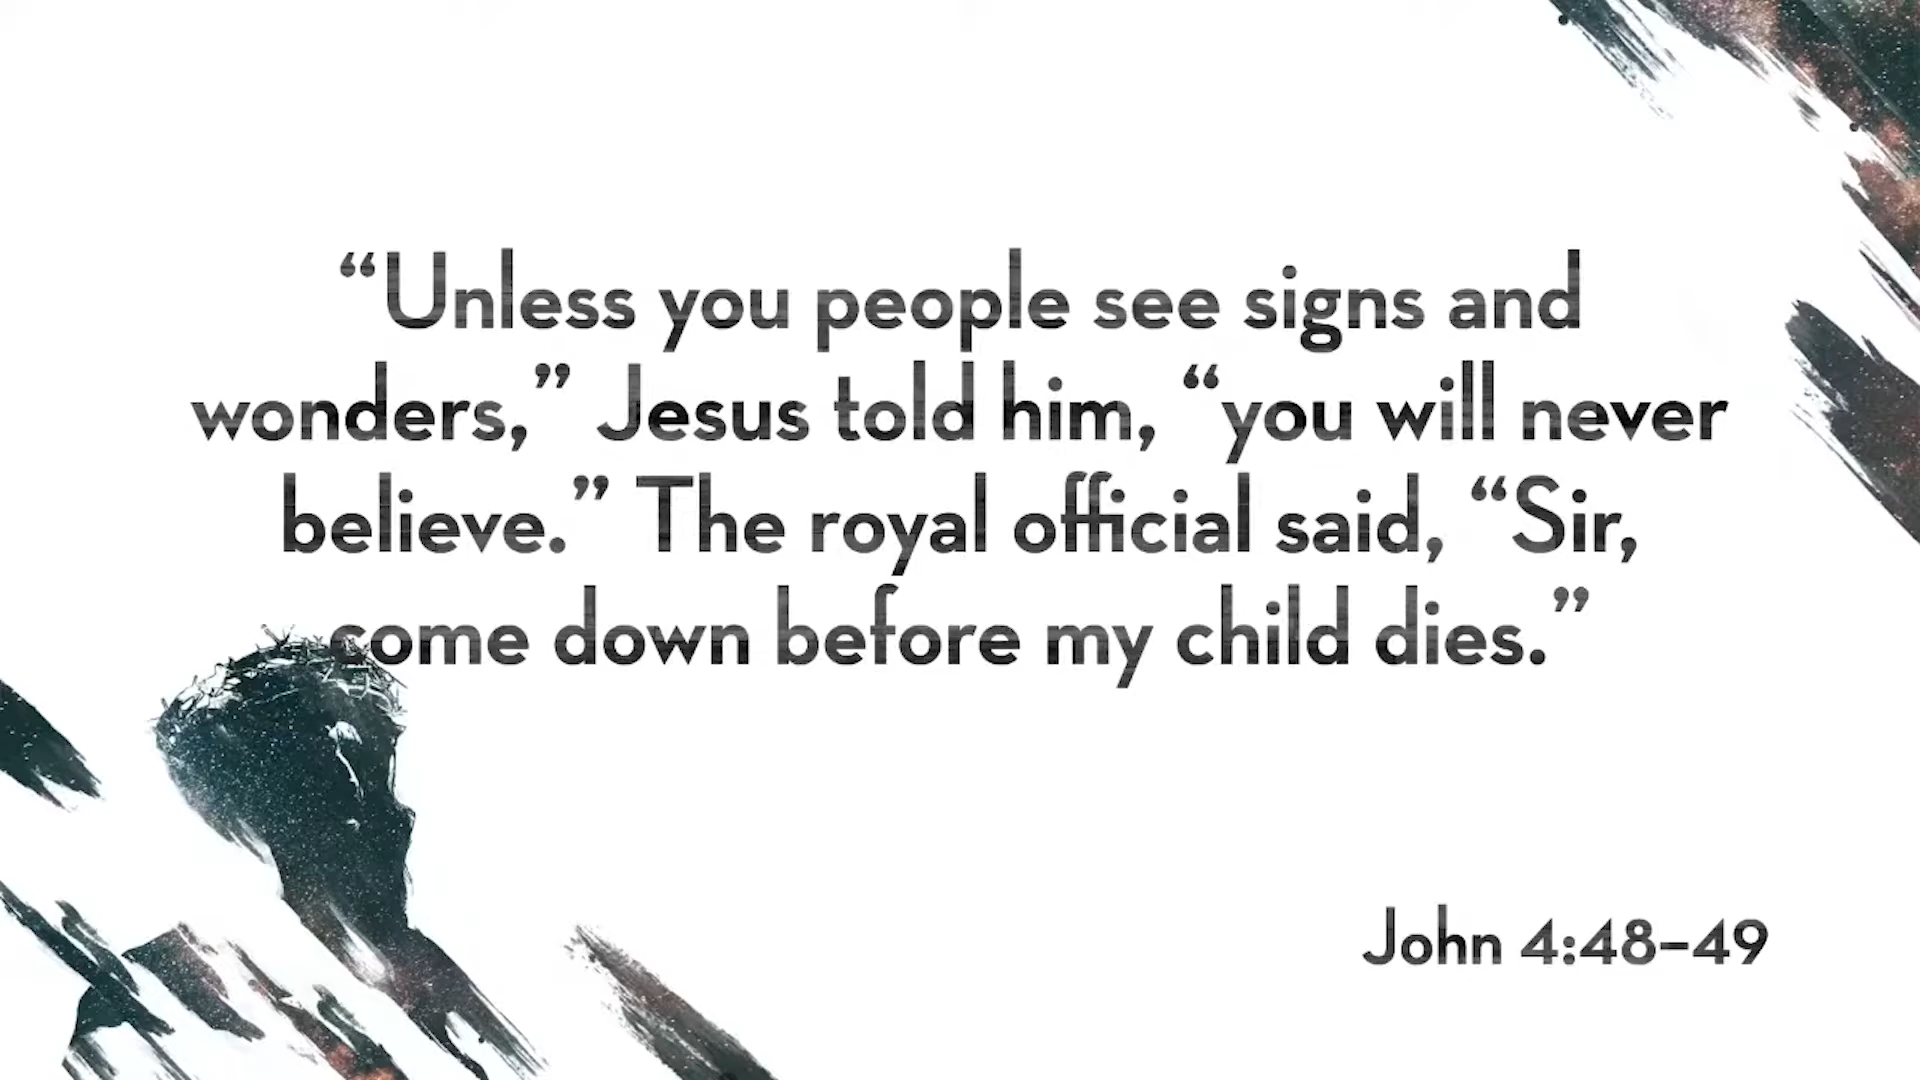 “Unless you people see signs and
wonders,” Jesus told him, “you will never
believe.” The royal official said, “Sir,
come down before my child dies.”
John 4:48–49